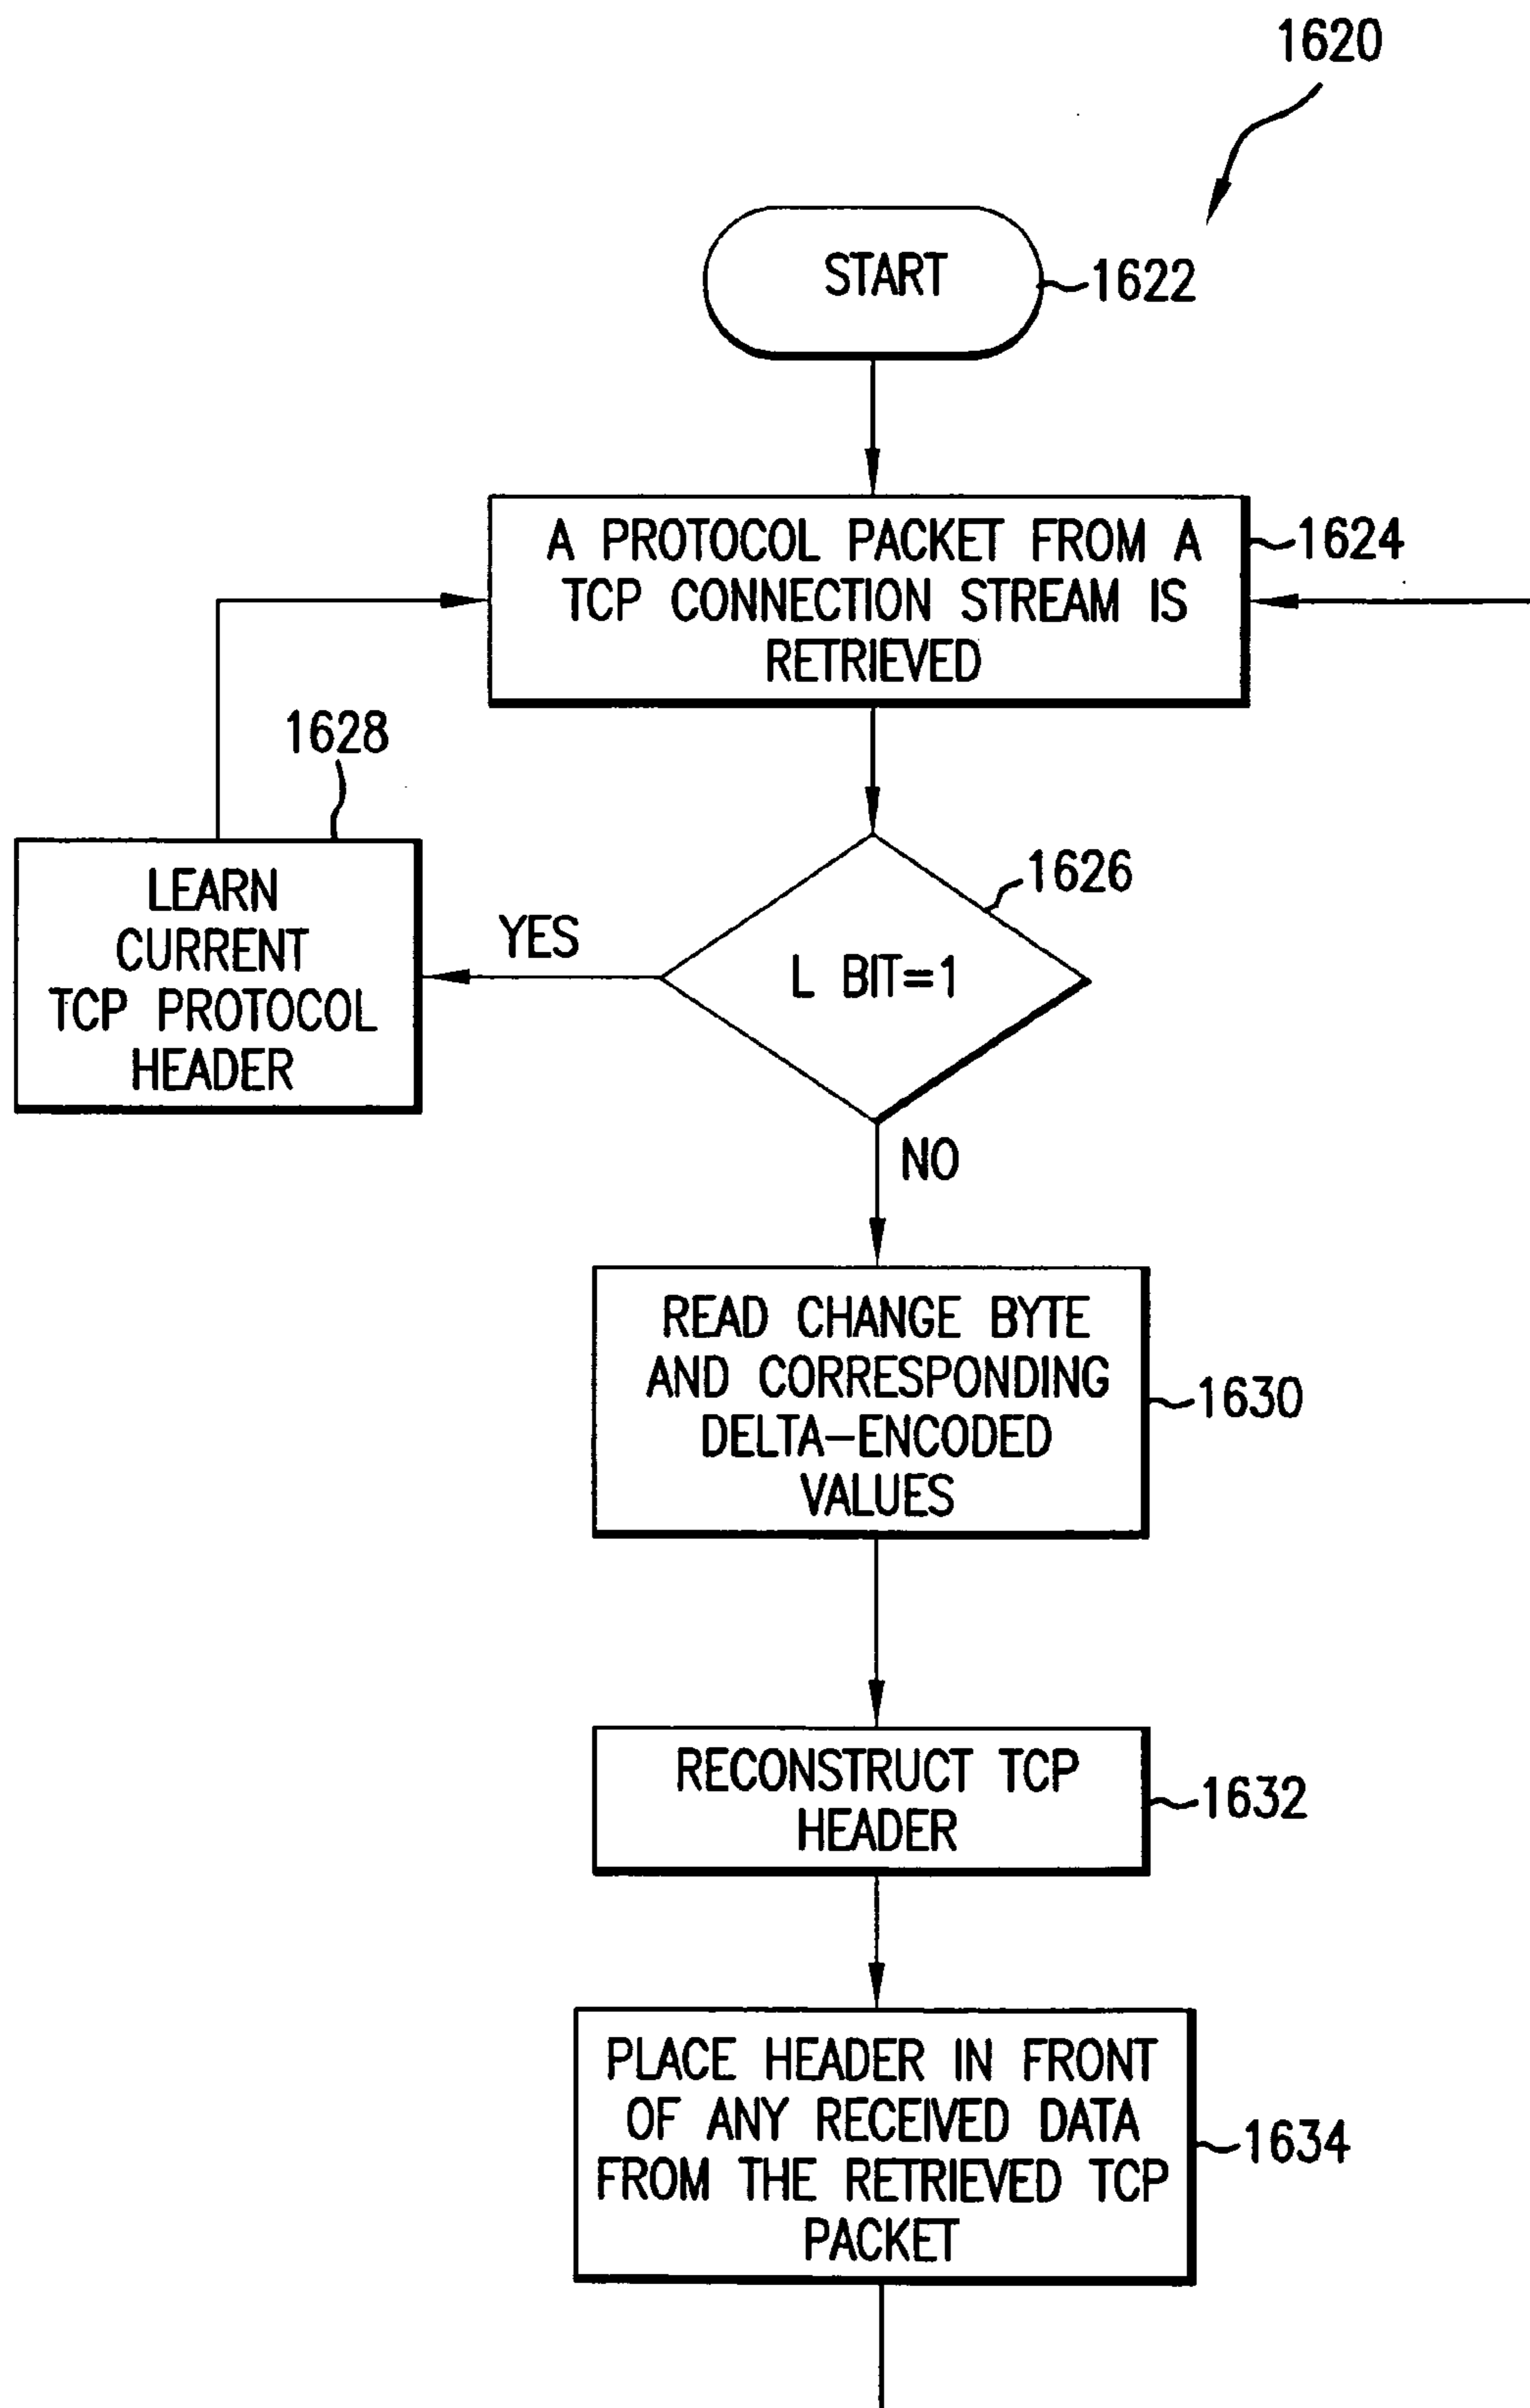 1620
START
1622
A PROTOCOL PACKET FROM A
TCP CONNECTION STREAM IS
RETRIEVED
1624
1628
LEARN
CURRENT
TCP PROTOCOL
HEADER
YES
1626
L BIT=1
NO
READ CHANGE BYTE
AND CORRESPONDING
DELTA-ENCODED
VALUES
1630
RECONSTRUCT TCP
HEADER
1632
PLACE HEADER IN FRONT
OF ANY RECEIVED DATA
FROM THE RETRIEVED TCP
PACKET
1634